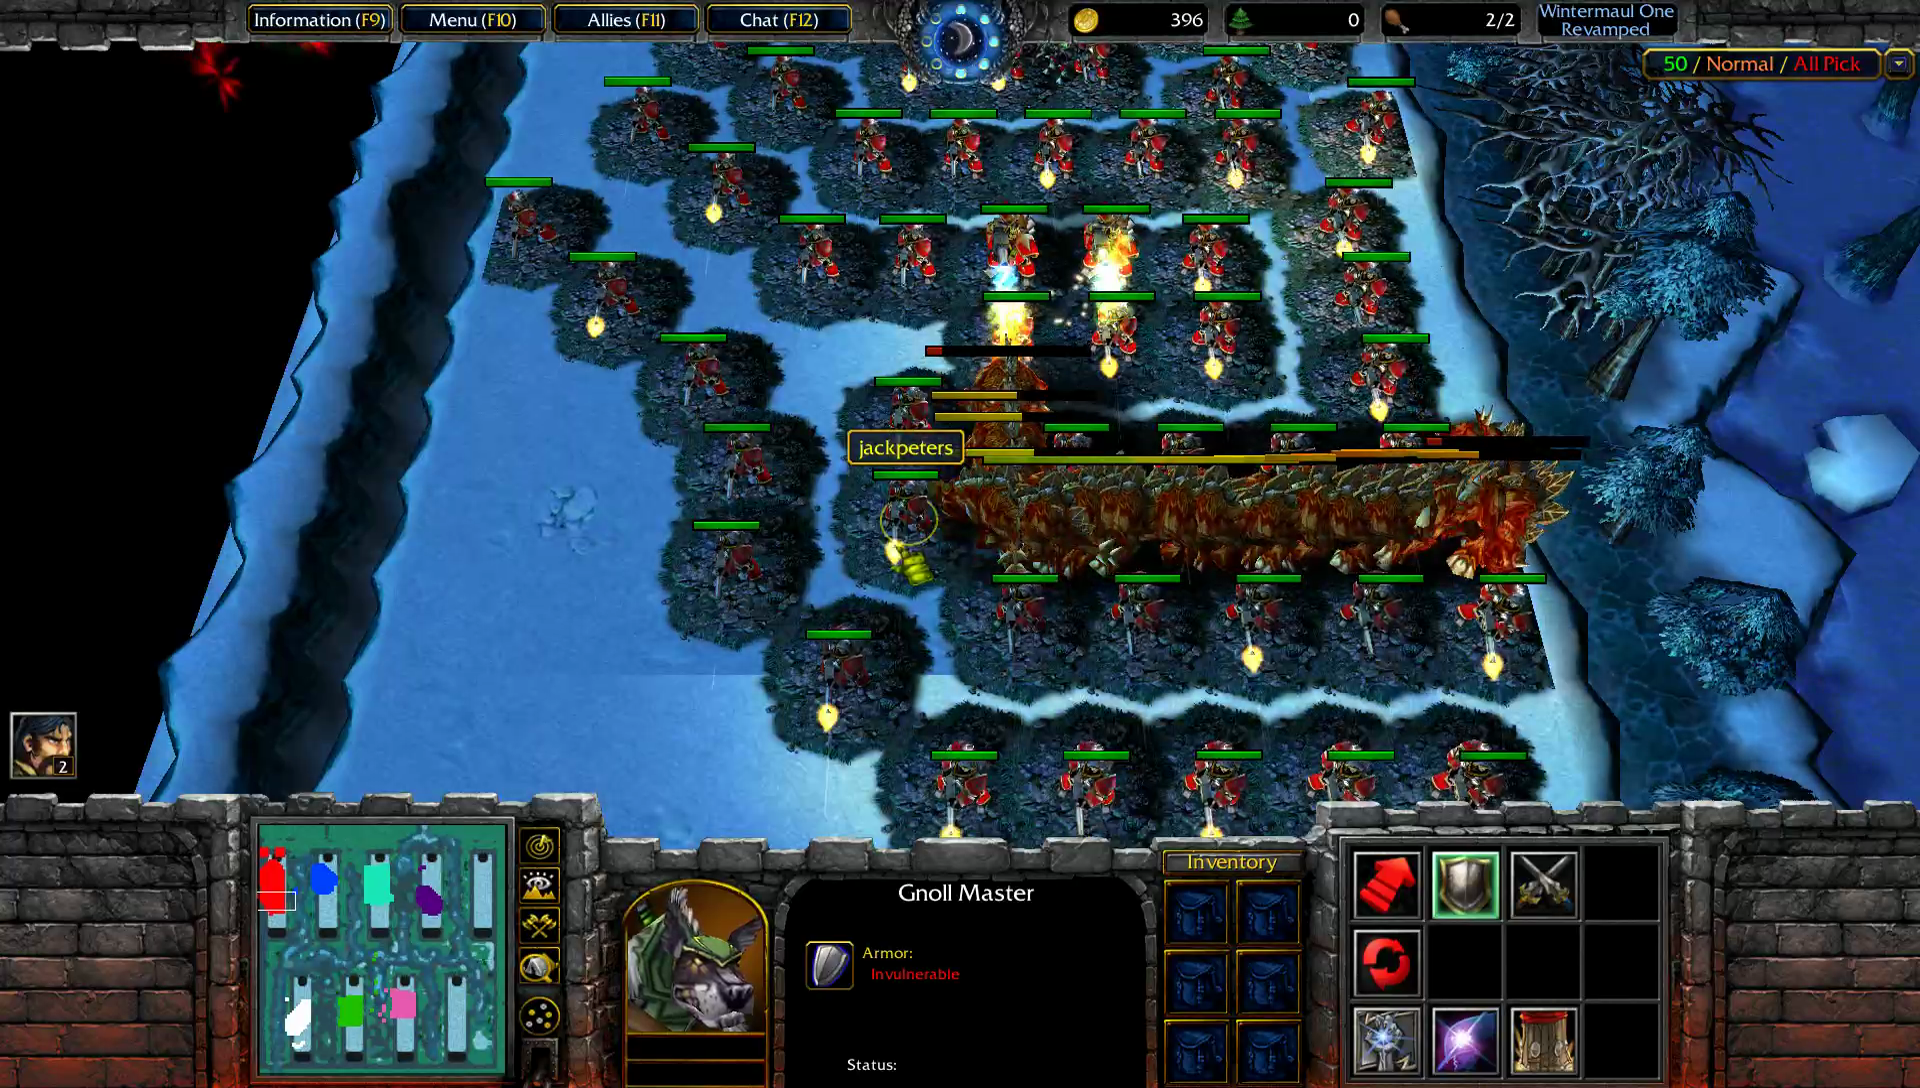 Information (F9)
Menu (F10)
Allies (F11)
Chat (F12)
396
0
2/2
Wintermaul One
Revamped
50 / Normal / All Pick
jackpeters
2
Gnoll Master
Armor:
Invulnerable
Status:
Inventory